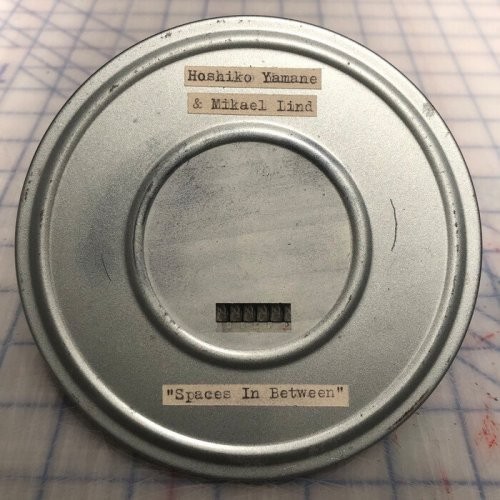 Hoshiko Yamane
& Mikael Lind
"Spaces In Between"